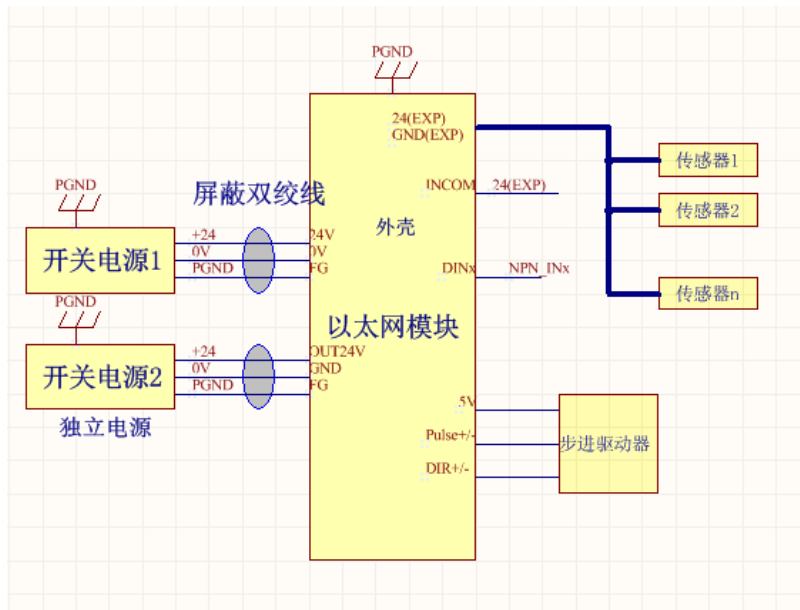 PGND
24(EXP)
GND(EXP)
传感器1
PGND
屏蔽双绞线
INCOM
24(EXP)
传感器2
外壳
开关电源1
+24
0V
PGND
24V
0V
FG
DINx
NPN_INx
传感器n
PGND
以太网模块
开关电源2
+24
0V
PGND
OUT24V
GND
FG
独立电源
5V
Pulse+/-
DIR+/-
步进驱动器